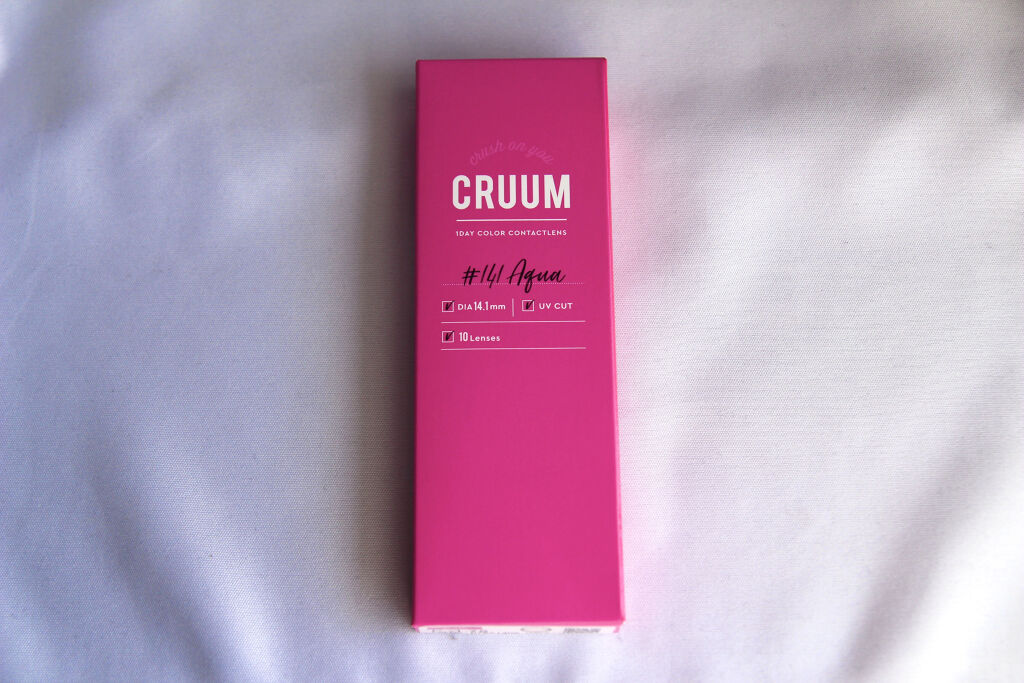 crush on you
CRUUM
1DAY COLOR CONTACTLENS
#141 Aqua
DIA 14.1mm UV CUT
10 Lenses